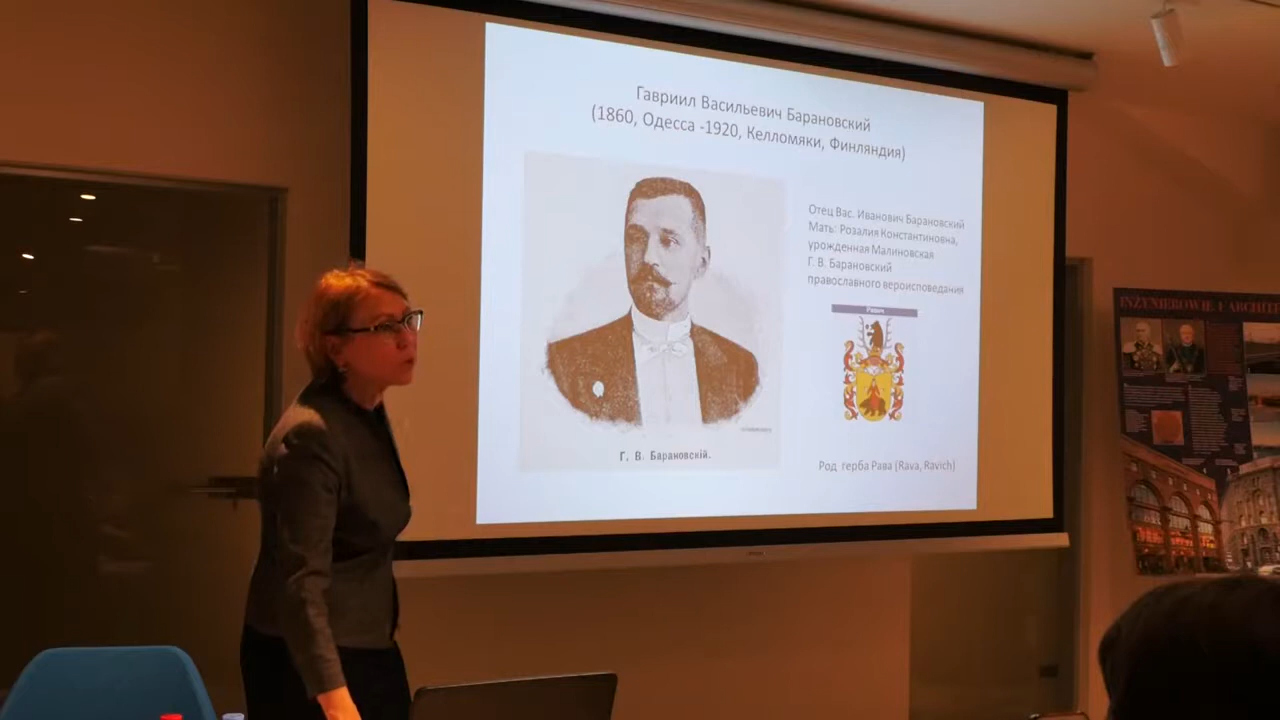 Гавриил Васильевич Барановский
(1860, Одесса -1920, Келломяки, Финляндия)
Отец Вас. Иванович Барановский
Мать: Розалия Константиновна,
урожденная Малиновская
Г. В. Барановский
православного вероисповедания
Г. В. Барановскій.
Род герба Рава (Rava, Ravich)
INŻYNIEROWIE I ARCHITE